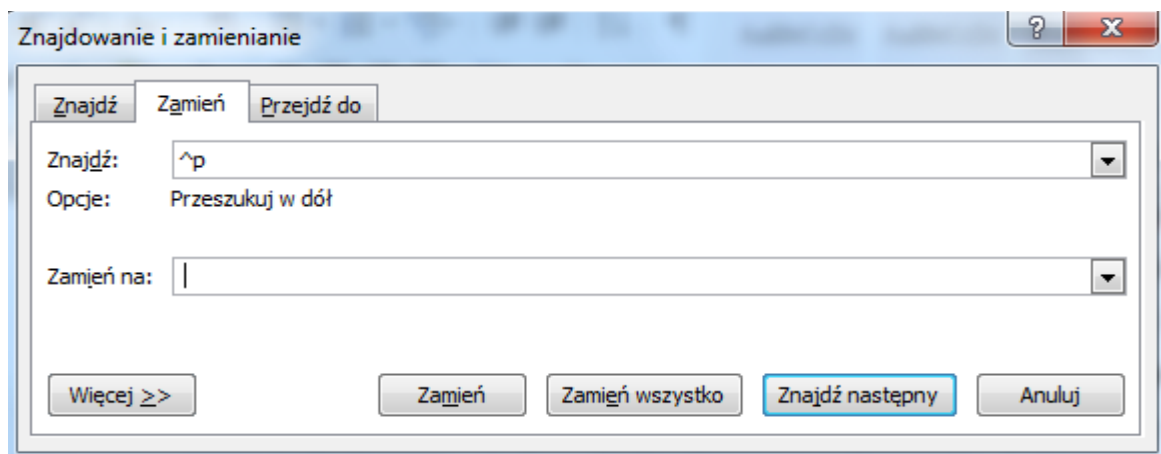 Znajdowanie i zamienianie
Znajdź Zamień Przejdź do
Znajdź: ^p
Opcje: Przeszukuj w dół
Zamień na:
Więcej >> Zamień Zamień wszystko Znajdź następny Anuluj